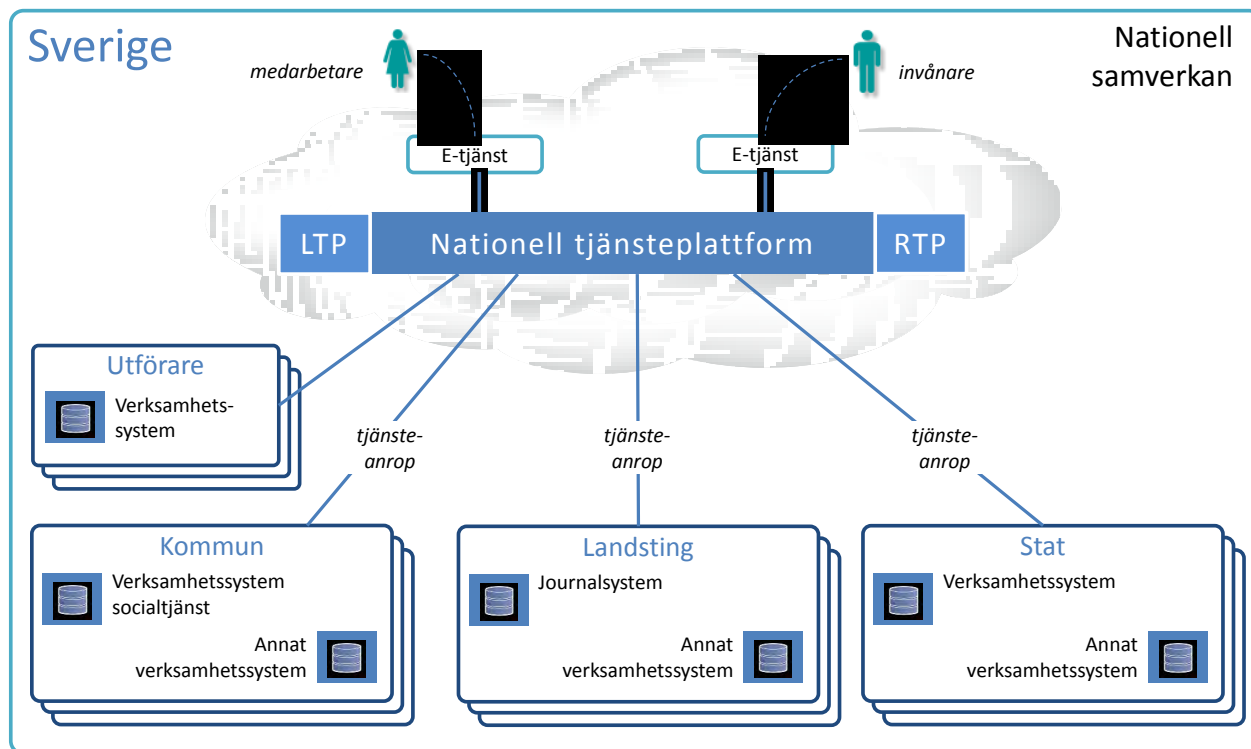 Sverige
Nationell
samverkan
medarbetare
invånare
E-tjänst
E-tjänst
LTP
Nationell tjänsteplattform
RTP
Utförare
Verksamhets-
system
tjänste-
anrop
tjänste-
anrop
tjänste-
anrop
Kommun
Verksamhetssystem
socialtjänst
Annat
verksamhetssystem
Landsting
Journalsystem
Annat
verksamhetssystem
Stat
Verksamhetssystem
Annat
verksamhetssystem